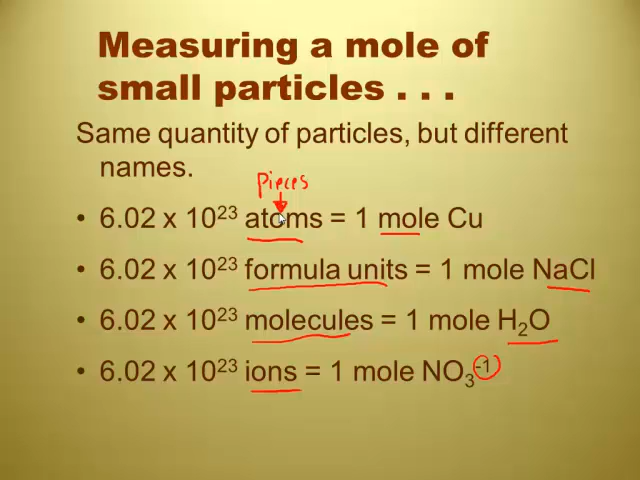 Measuring a mole of
small particles . . .
Same quantity of particles, but different
names.
pieces
• 6.02 x 10²³ atoms = 1 mole Cu
• 6.02 x 10²³ formula units = 1 mole NaCl
• 6.02 x 10²³ molecules = 1 mole H₂O
• 6.02 x 10²³ ions = 1 mole NO₃⁻¹